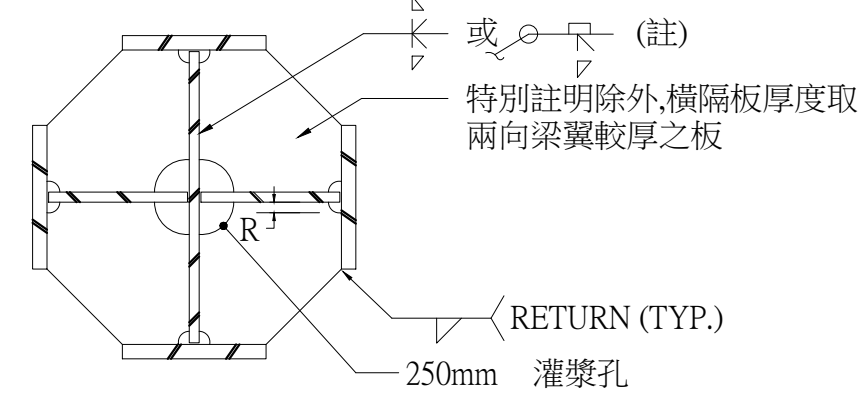 或 (註)
特別註明除外,橫隔板厚度取
兩向梁翼較厚之板
R
RETURN (TYP.)
250mm 灌漿孔